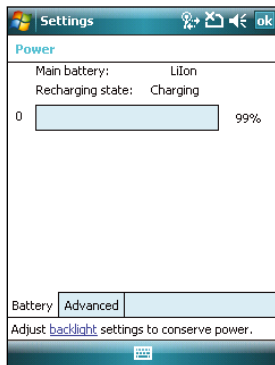 Settings ok
Power
Main battery: LiIon
Recharging state: Charging
0 99%
Battery Advanced
Adjust backlight settings to conserve power.